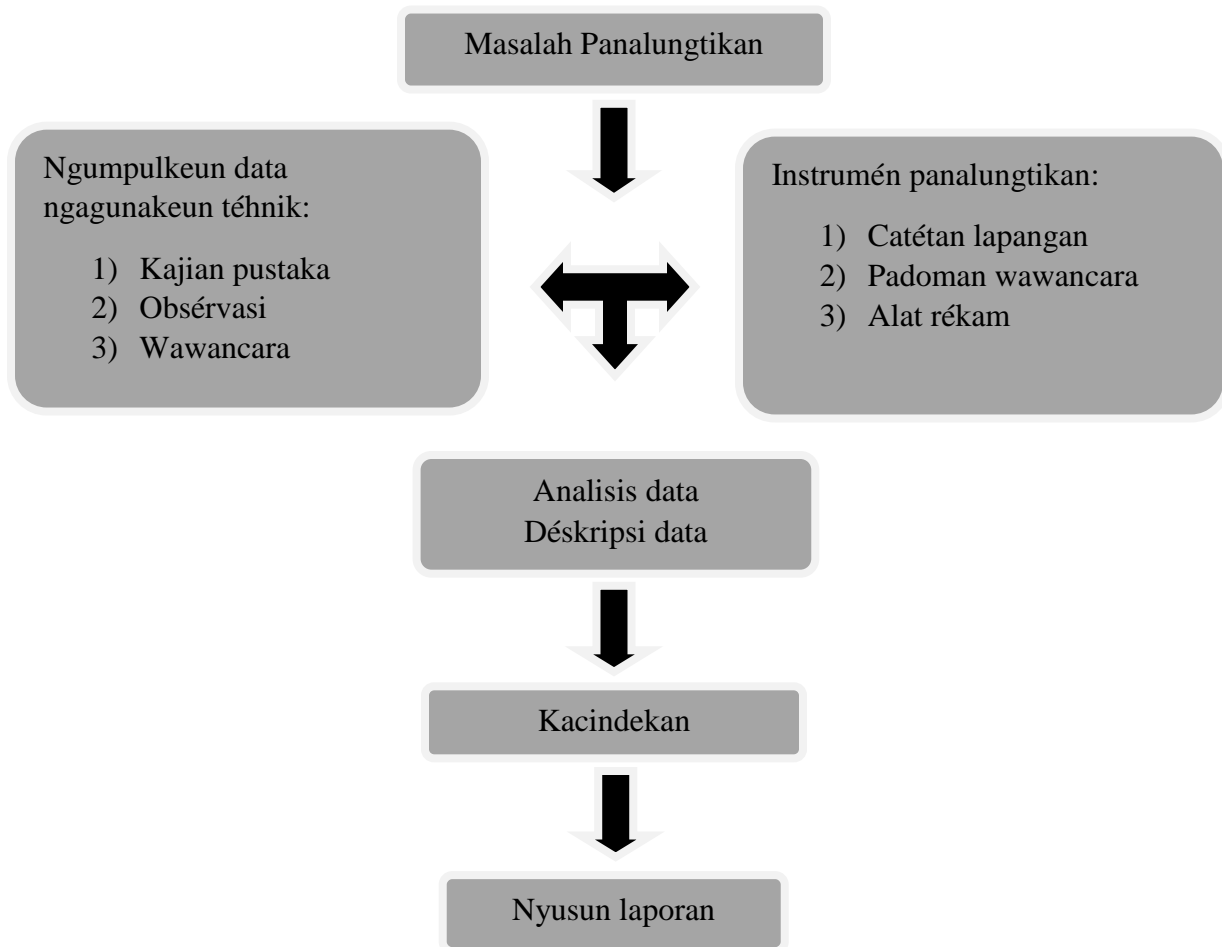 Masalah Panalungtikan
Ngumpulkeun data
ngagunakeun téhnik:
1) Kajian pustaka
2) Obsérvasi
3) Wawancara
Instrumén panalungtikan:
1) Catétan lapangan
2) Padoman wawancara
3) Alat rékam
Analisis data
Déskripsi data
Kacindekan
Nyusun laporan